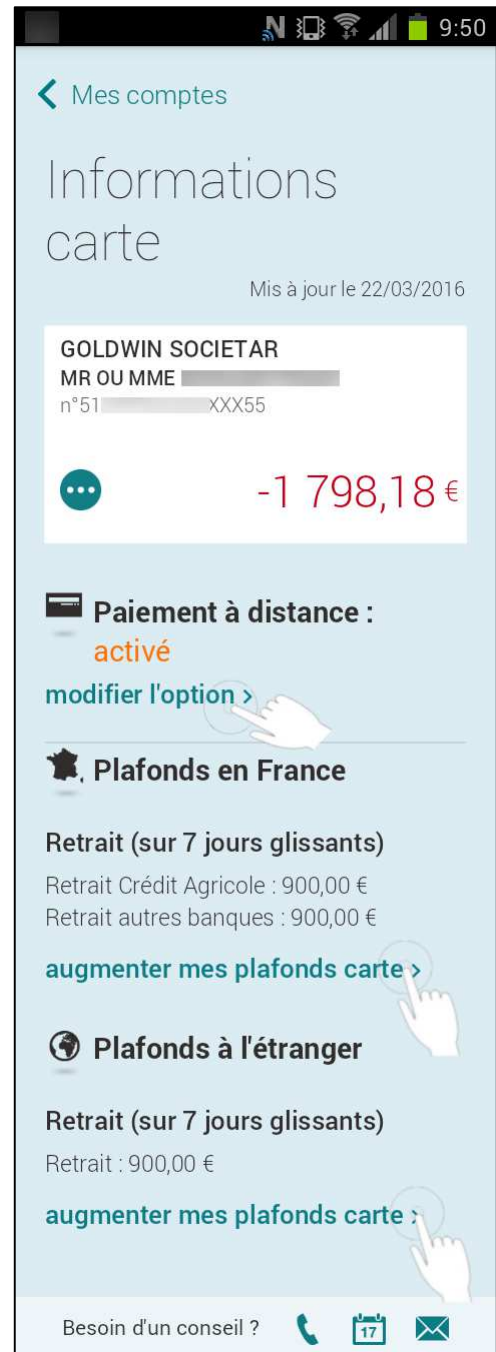 9:50
Mes comptes
Informations
carte
Mis à jour le 22/03/2016
GOLDWIN SOCIETAR
MR OU MME
n°51 XXX55
-1 798,18 €
Paiement à distance :
activé
modifier l'option >
Plafonds en France
Retrait (sur 7 jours glissants)
Retrait Crédit Agricole : 900,00 €
Retrait autres banques : 900,00 €
augmenter mes plafonds carte >
Plafonds à l'étranger
Retrait (sur 7 jours glissants)
Retrait : 900,00 €
augmenter mes plafonds carte >
Besoin d'un conseil ? 17